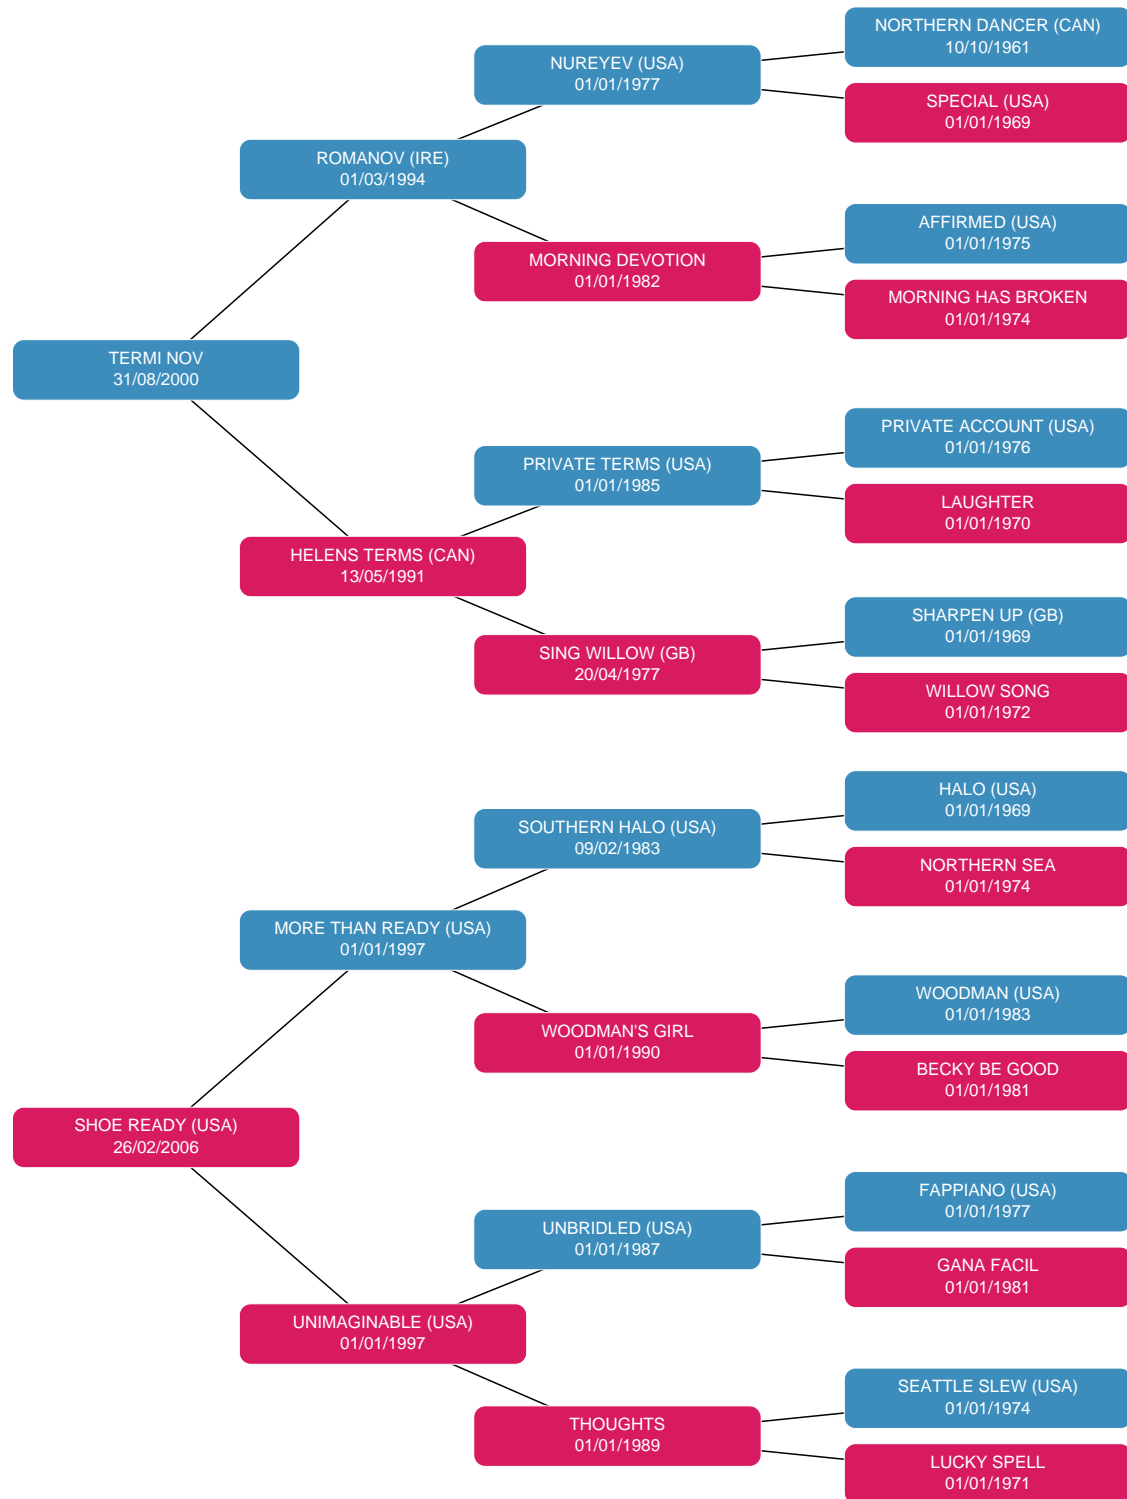 NORTHERN DANCER (CAN)
10/10/1961
NUREYEV (USA)
01/01/1977
SPECIAL (USA)
01/01/1969
ROMANOV (IRE)
01/03/1994
AFFIRMED (USA)
01/01/1975
MORNING DEVOTION
01/01/1982
MORNING HAS BROKEN
01/01/1974
TERMI NOV
31/08/2000
PRIVATE ACCOUNT (USA)
01/01/1976
PRIVATE TERMS (USA)
01/01/1985
LAUGHTER
01/01/1970
HELENS TERMS (CAN)
13/05/1991
SHARPEN UP (GB)
01/01/1969
SING WILLOW (GB)
20/04/1977
WILLOW SONG
01/01/1972
HALO (USA)
01/01/1969
SOUTHERN HALO (USA)
09/02/1983
NORTHERN SEA
01/01/1974
MORE THAN READY (USA)
01/01/1997
WOODMAN (USA)
01/01/1983
WOODMAN'S GIRL
01/01/1990
BECKY BE GOOD
01/01/1981
SHOE READY (USA)
26/02/2006
FAPPIANO (USA)
01/01/1977
UNBRIDLED (USA)
01/01/1987
GANA FACIL
01/01/1981
UNIMAGINABLE (USA)
01/01/1997
SEATTLE SLEW (USA)
01/01/1974
THOUGHTS
01/01/1989
LUCKY SPELL
01/01/1971